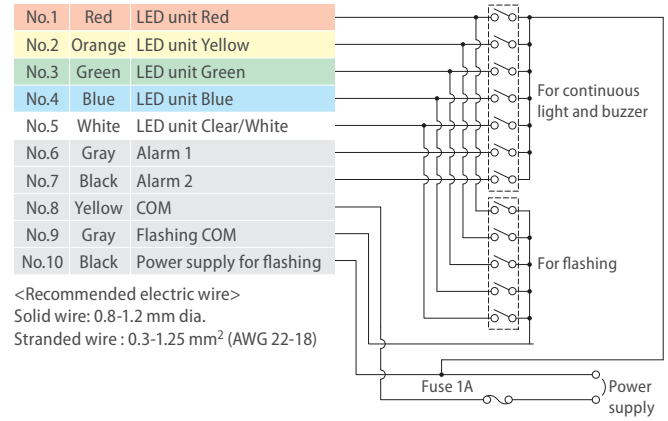 No.1 Red LED unit Red
No.2 Orange LED unit Yellow
No.3 Green LED unit Green
No.4 Blue LED unit Blue
No.5 White LED unit Clear/White
No.6 Gray Alarm 1
No.7 Black Alarm 2
No.8 Yellow COM
No.9 Gray Flashing COM
No.10 Black Power supply for flashing
<Recommended electric wire>
Solid wire: 0.8-1.2 mm dia.
Stranded wire : 0.3-1.25 mm² (AWG 22-18)
For continuous
light and buzzer
For flashing
Fuse 1A
Power
supply